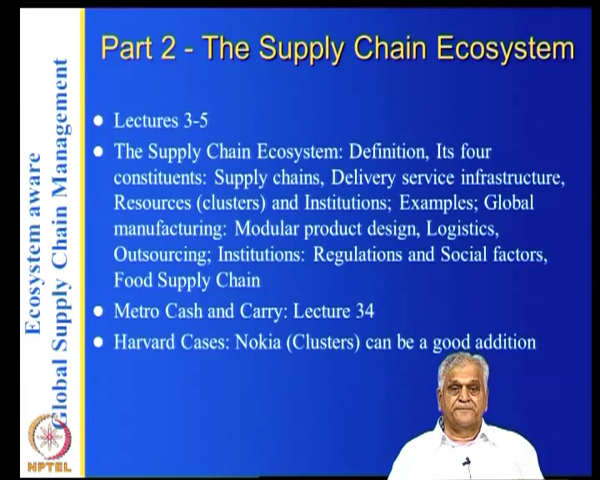 Part 2 - The Supply Chain Ecosystem
Lectures 3-5
The Supply Chain Ecosystem: Definition, Its four
constituents: Supply chains, Delivery service infrastructure,
Resources (clusters) and Institutions; Examples; Global
manufacturing: Modular product design, Logistics,
Outsourcing; Institutions: Regulations and Social factors,
Food Supply Chain
Metro Cash and Carry: Lecture 34
Harvard Cases: Nokia (Clusters) can be a good addition
Ecosystem aware
Global Supply Chain Management
NPTEL